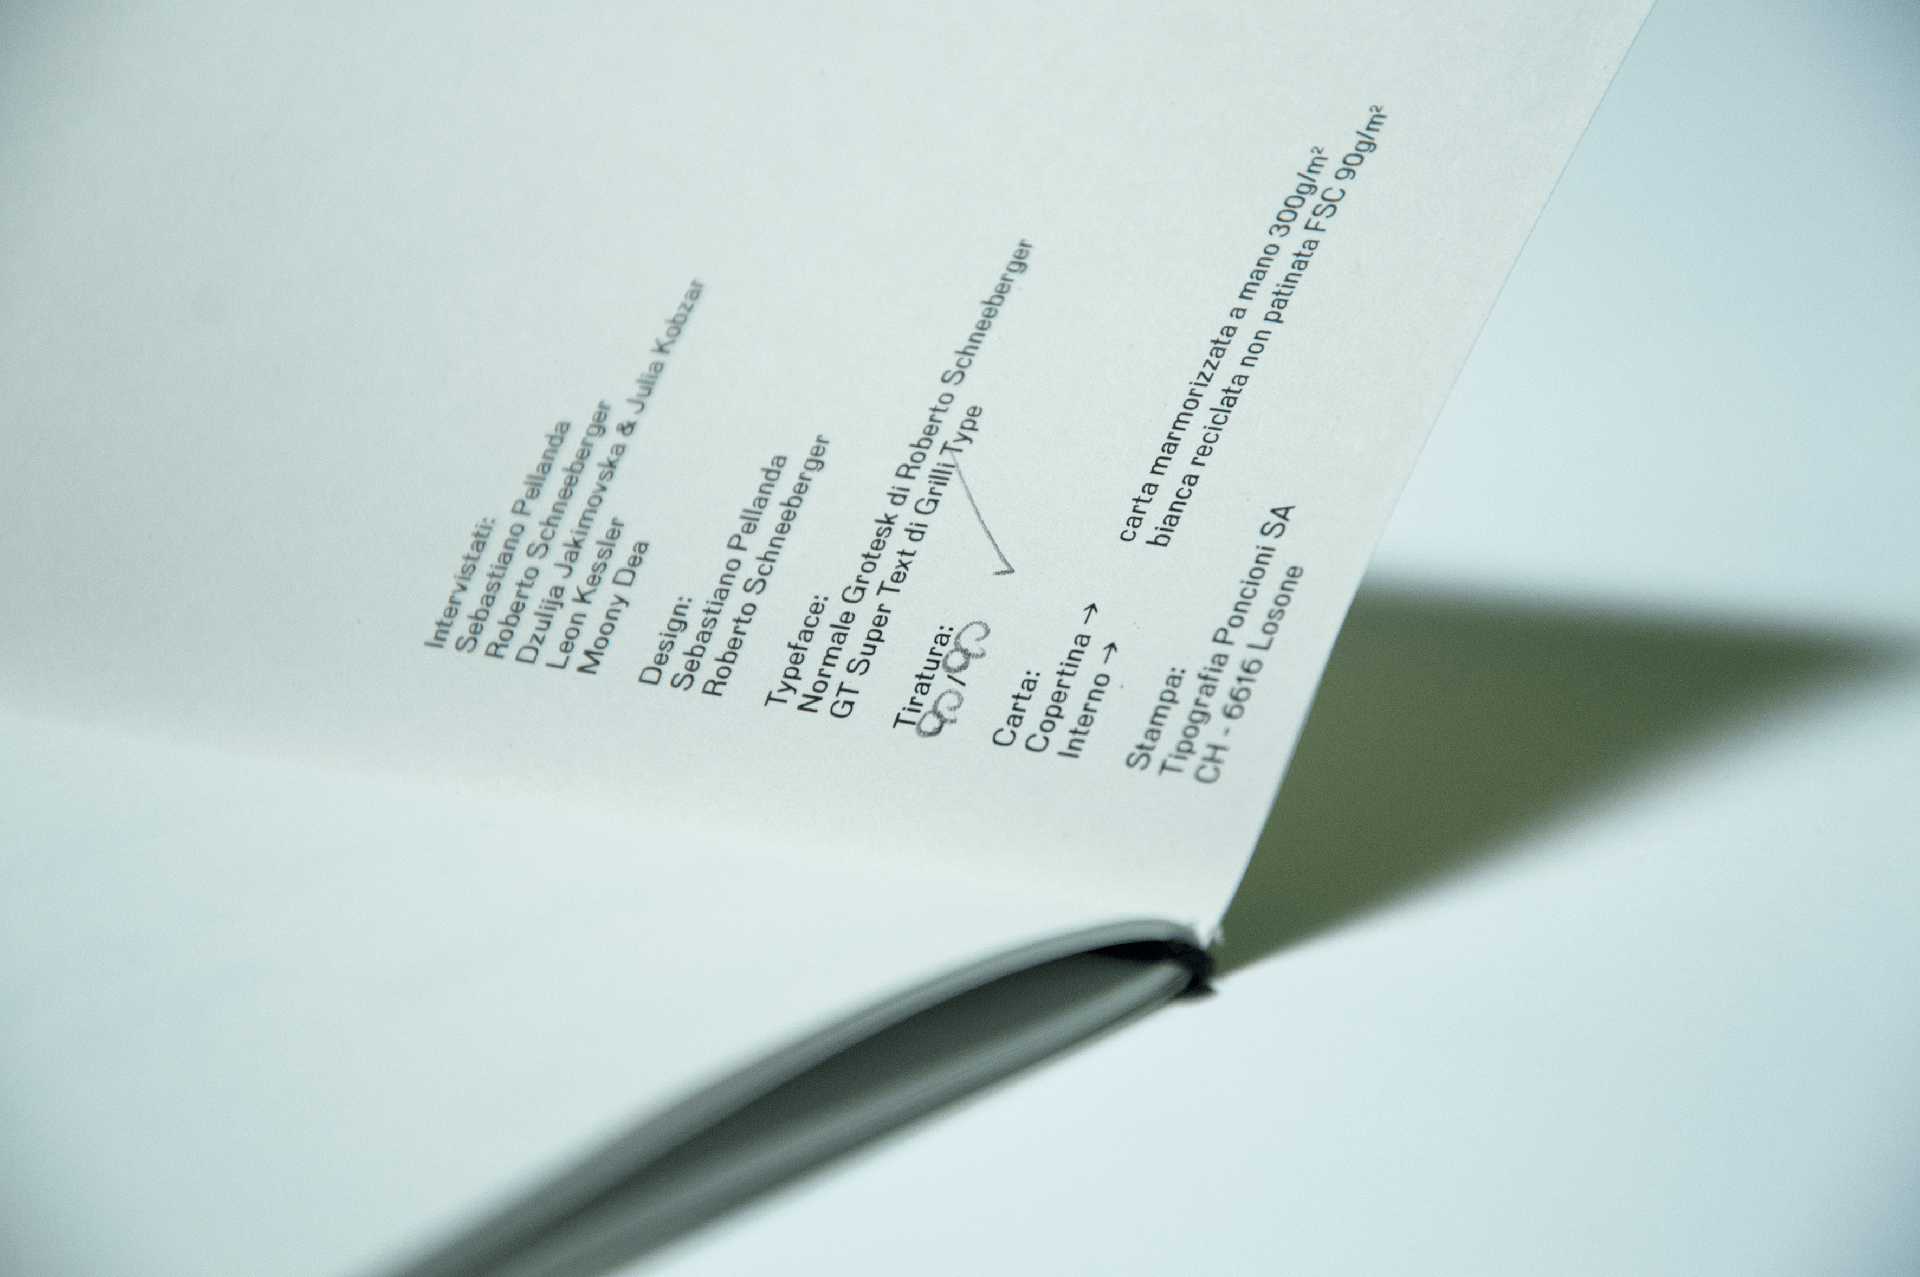 Intervistati:
Sebastiano Pellanda
Roberto Schneeberger
Dzulija Jakimovska & Julia Kobzar
Leon Kessler
Moony Dea
Design:
Sebastiano Pellanda
Roberto Schneeberger
Typeface:
Normale Grotesk di Roberto Schneeberger
GT Super Text di Grilli Type
Tiratura:
/
Carta:
Copertina → carta marmorizzata a mano 300g/m²
Interno → bianca reciclata non patinata FSC 90g/m²
Stampa:
Tipografia Poncioni SA
CH - 6616 Losone